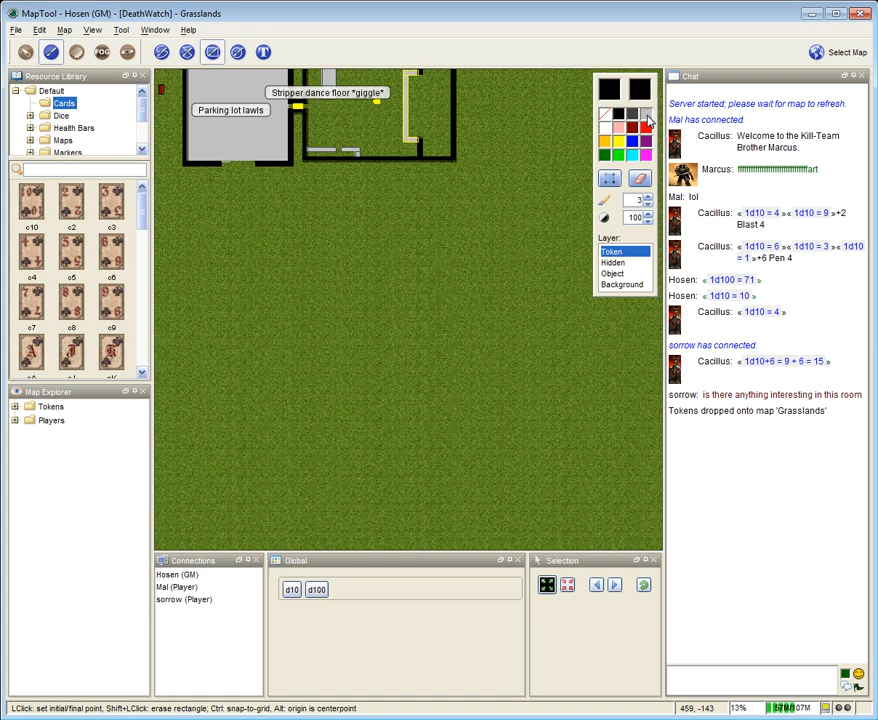 MapTool - Hosen (GM) - [DeathWatch] - Grasslands
File Edit Map View Tool Window Help
FOG
T
Select Map
Resource Library
Default
Cards
Dice
Health Bars
Maps
Markers
c10 c2 c3
c4 c5 c6
c7 c8 c9
Map Explorer
Tokens
Players
Stripper dance floor *giggle*
Parking lot lawls
3
100
Layer:
Token
Hidden
Object
Background
Chat
Server started; please wait for map to refresh.
Mal has connected.
Cacillus: Welcome to the Kill-Team
Brother Marcus.
Marcus:
Mal: lol
Cacillus: « 1d10 = 4 » « 1d10 = 9 »+2
Blast 4
Cacillus: « 1d10 = 6 » « 1d10 = 3 » « 1d10
= 1 »+6 Pen 4
Hosen: « 1d100 = 71 »
Hosen: « 1d10 = 10 »
Cacillus: « 1d10 = 4 »
sorrow has connected.
Cacillus: « 1d10+6 = 9 + 6 = 15 »
sorrow: is there anything interesting in this room
Tokens dropped onto map 'Grasslands'
Connections
Hosen (GM)
Mal (Player)
sorrow (Player)
Global
d10 d100
Selection
LClick: set initial/final point, Shift+LClick: erase rectangle; Ctrl: snap-to-grid, Alt: origin is centerpoint
459, -143
13%
57M/107M